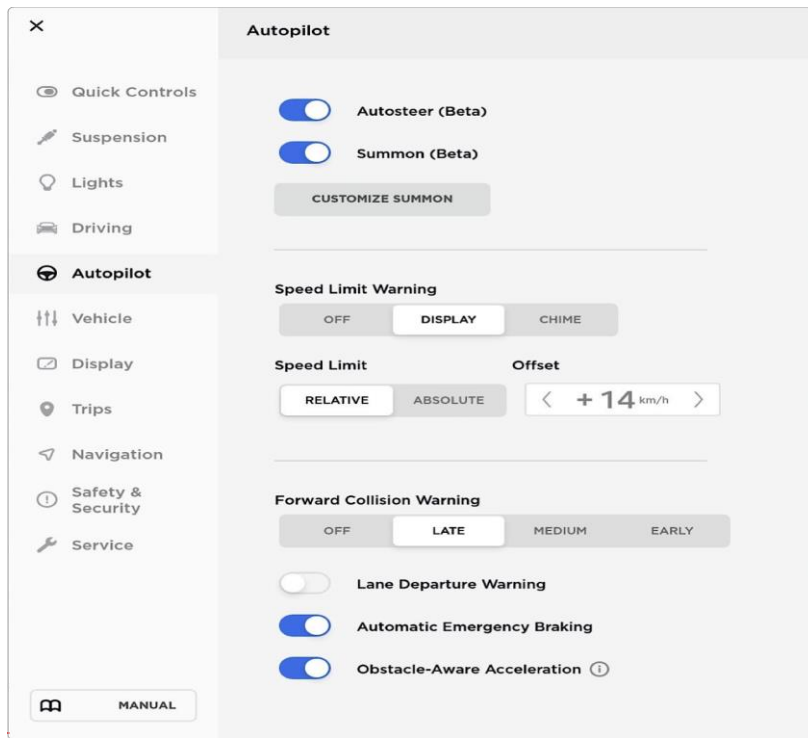 Autopilot
Quick Controls
Suspension
Lights
Driving
Autopilot
Vehicle
Display
Trips
Navigation
Safety &
Security
Service
MANUAL
Autosteer (Beta)
Summon (Beta)
CUSTOMIZE SUMMON
Speed Limit Warning
OFF DISPLAY CHIME
Speed Limit Offset
RELATIVE ABSOLUTE + 14 km/h
Forward Collision Warning
OFF LATE MEDIUM EARLY
Lane Departure Warning
Automatic Emergency Braking
Obstacle-Aware Acceleration